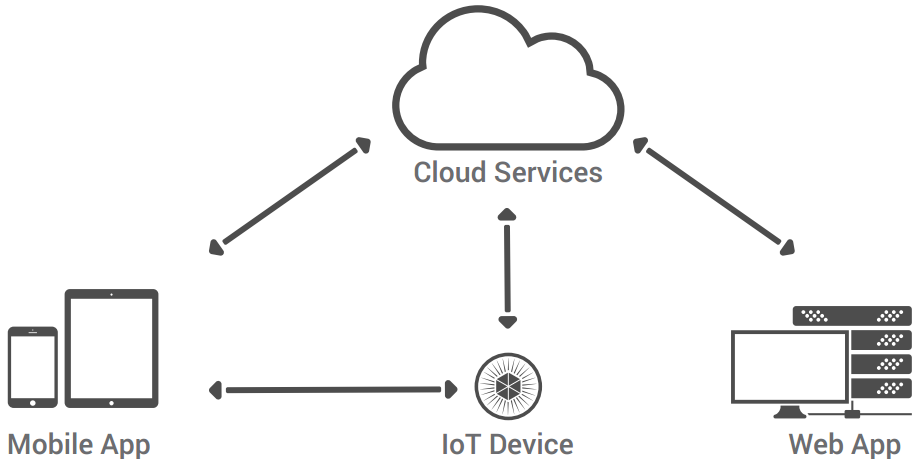 Cloud Services
Mobile App
IoT Device
Web App